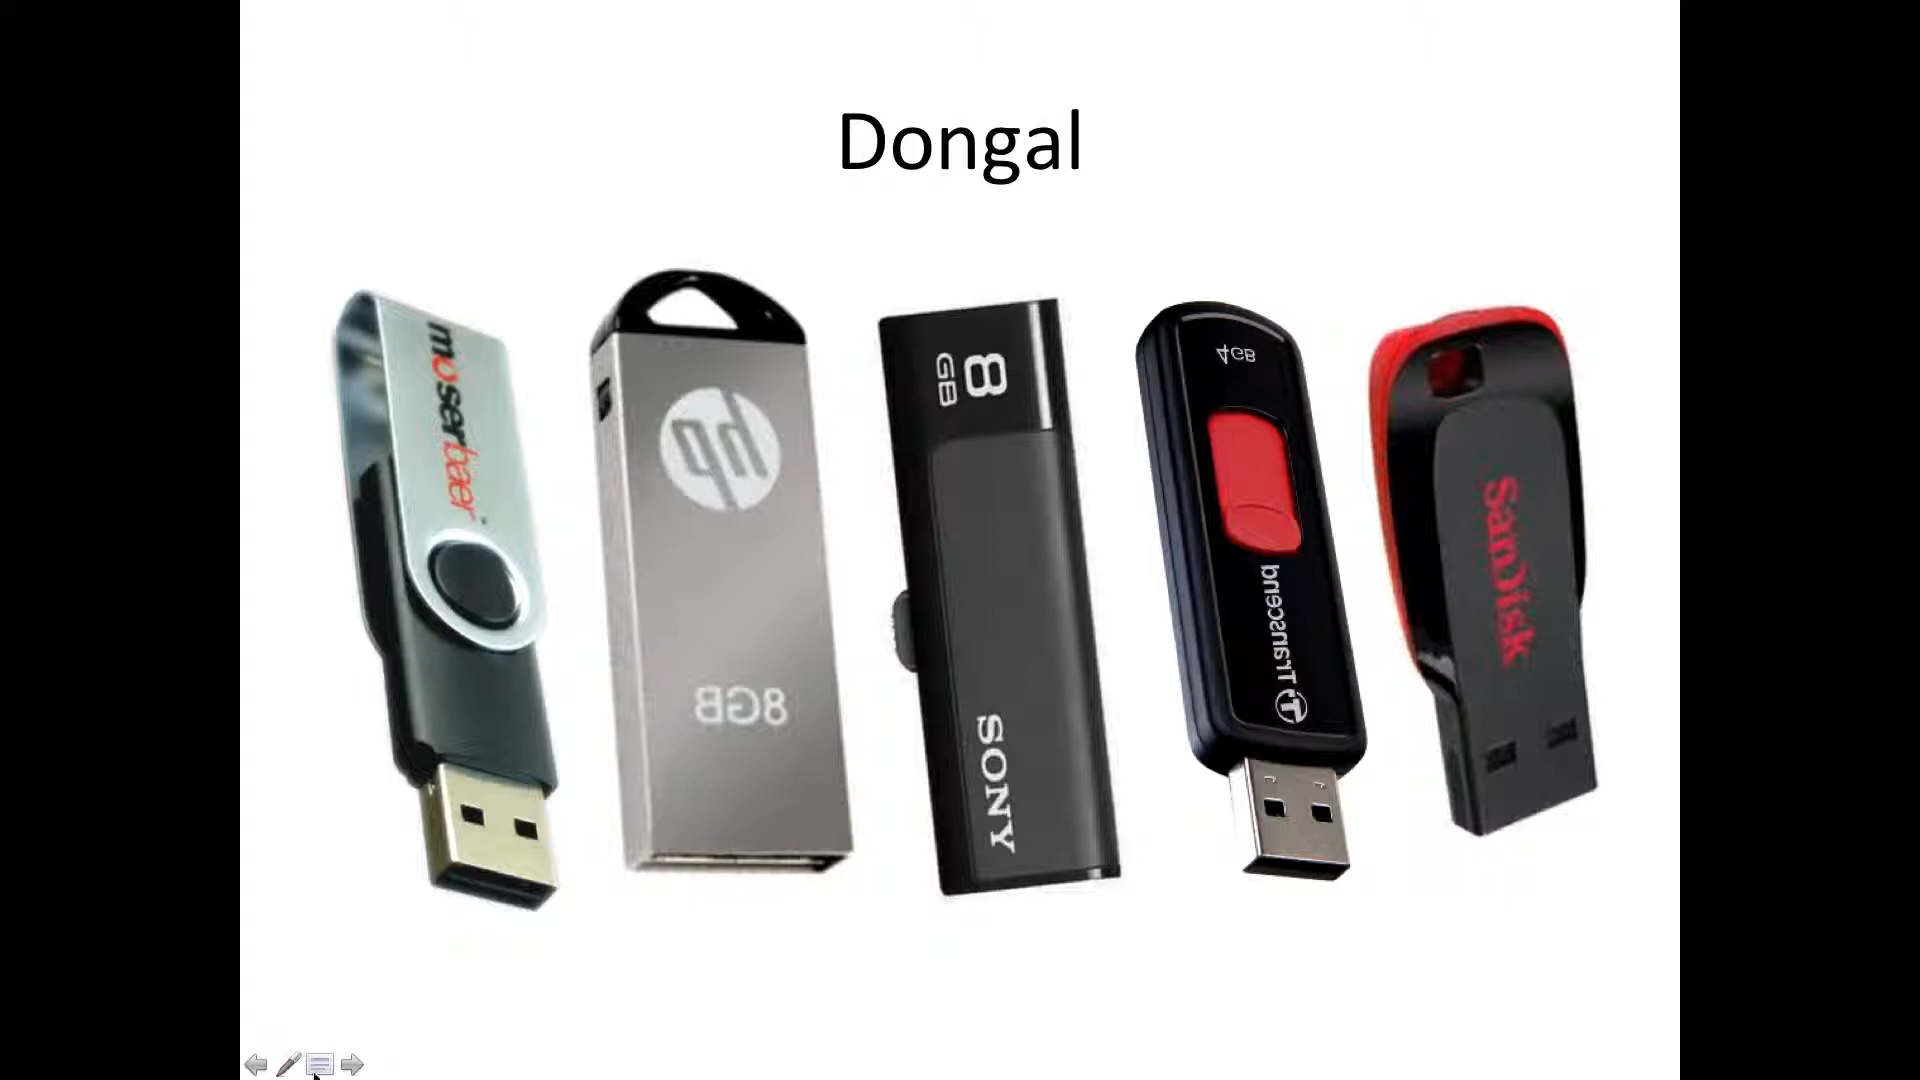 Dongal
moserbaer
hp
8GB
8
GB
SONY
4GB
Transcend
SanDisk